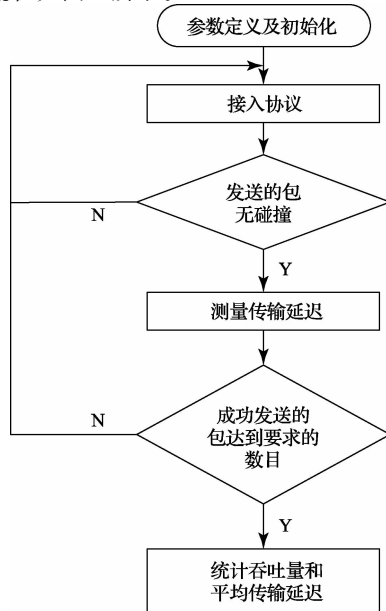 参数定义及初始化
接入协议
发送的包
无碰撞
N
Y
测量传输延迟
成功发送的
包达到要求的
数目
N
Y
统计吞吐量和
平均传输延迟